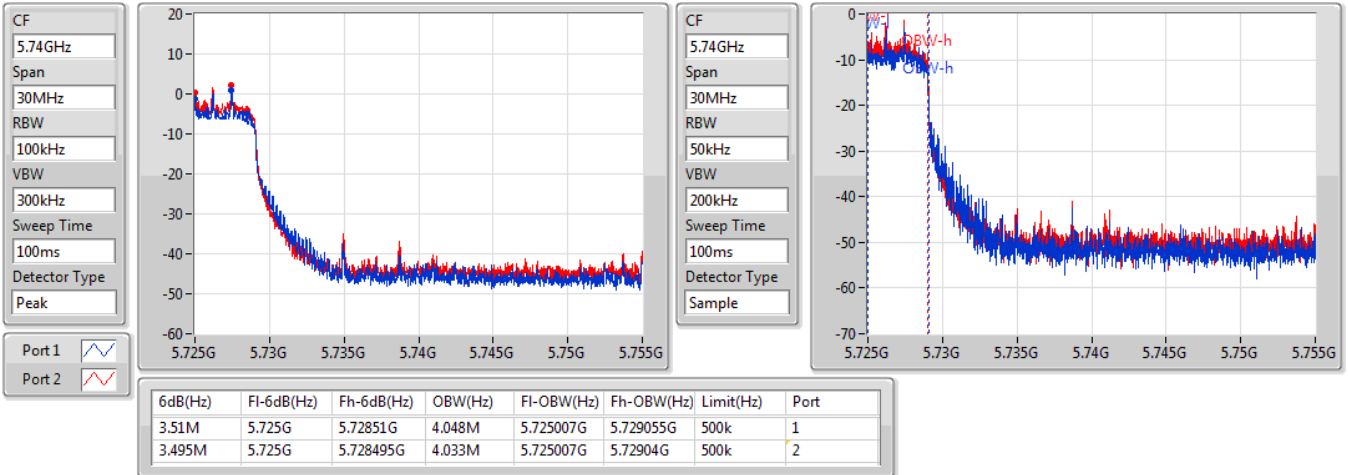 CF
5.74GHz
Span
30MHz
RBW
100kHz
VBW
300kHz
Sweep Time
100ms
Detector Type
Peak
Port 1
Port 2
20
10
0
-10
-20
-30
-40
-50
-60
5.725G 5.73G 5.735G 5.74G 5.745G 5.75G 5.755G
CF
5.74GHz
Span
30MHz
RBW
50kHz
VBW
200kHz
Sweep Time
100ms
Detector Type
Sample
0
-10
-20
-30
-40
-50
-60
-70
OBW-h
OBW-h
5.725G 5.73G 5.735G 5.74G 5.745G 5.75G 5.755G
6dB(Hz) Fl-6dB(Hz) Fh-6dB(Hz) OBW(Hz) Fl-OBW(Hz) Fh-OBW(Hz) Limit(Hz) Port
3.51M 5.725G 5.72851G 4.048M 5.725007G 5.729055G 500k 1
3.495M 5.725G 5.728495G 4.033M 5.725007G 5.72904G 500k 2